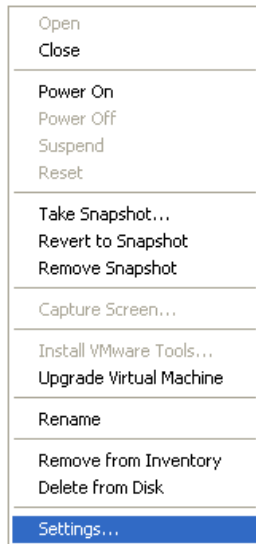 Open
Close
Power On
Power Off
Suspend
Reset
Take Snapshot...
Revert to Snapshot
Remove Snapshot
Capture Screen...
Install VMware Tools...
Upgrade Virtual Machine
Rename
Remove from Inventory
Delete from Disk
Settings...